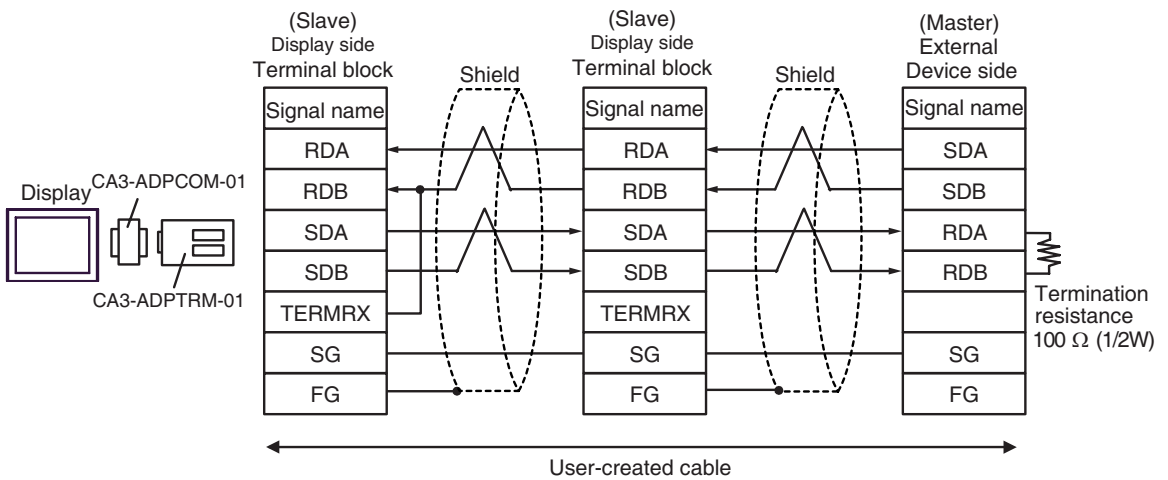 (Slave)
Display side
Terminal block
(Slave)
Display side
Terminal block
(Master)
External
Device side
Shield
Shield
Signal name
Signal name
Signal name
RDA
RDA
SDA
RDB
RDB
SDB
SDA
SDA
RDA
SDB
SDB
RDB
TERMRX
TERMRX
SG
SG
SG
FG
FG
FG
Display
CA3-ADPCOM-01
CA3-ADPTRM-01
Termination
resistance
100 Ω (1/2W)
User-created cable